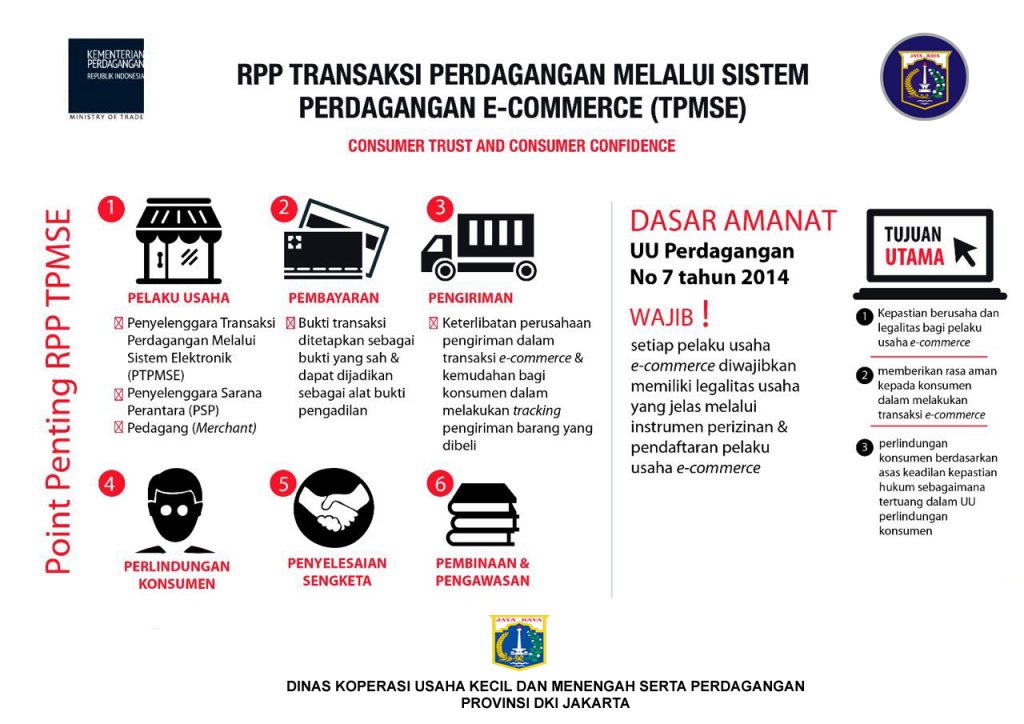 KEMENTERIAN
PERDAGANGAN
REPUBLIK INDONESIA
MINISTRY OF TRADE
RPP TRANSAKSI PERDAGANGAN MELALUI SISTEM
PERDAGANGAN E-COMMERCE (TPMSE)
CONSUMER TRUST AND CONSUMER CONFIDENCE
JAYA RAYA
Point Penting RPP TPMSE
1
PELAKU USAHA
Penyelenggara Transaksi
Perdagangan Melalui
Sistem Elektronik
(PTPMSE)
Penyelenggara Sarana
Perantara (PSP)
Pedagang (Merchant)
2
PEMBAYARAN
Bukti transaksi
ditetapkan sebagai
bukti yang sah &
dapat dijadikan
sebagai alat bukti
pengadilan
3
PENGIRIMAN
Keterlibatan perusahaan
pengiriman dalam
transaksi e-commerce &
kemudahan bagi
konsumen dalam
melakukan tracking
pengiriman barang yang
dibeli
4
PERLINDUNGAN
KONSUMEN
5
PENYELESAIAN
SENGKETA
6
PEMBINAAN &
PENGAWASAN
DASAR AMANAT
UU Perdagangan
No 7 tahun 2014
WAJIB !
setiap pelaku usaha
e-commerce diwajibkan
memiliki legalitas usaha
yang jelas melalui
instrumen perizinan &
pendaftaran pelaku
usaha e-commerce
TUJUAN
UTAMA
1 Kepastian berusaha dan
legalitas bagi pelaku
usaha e-commerce
2 memberikan rasa aman
kepada konsumen
dalam melakukan
transaksi e-commerce
3 perlindungan
konsumen berdasarkan
asas keadilan kepastian
hukum sebagaimana
tertuang dalam UU
perlindungan
konsumen
JAYA RAYA
DINAS KOPERASI USAHA KECIL DAN MENENGAH SERTA PERDAGANGAN
PROVINSI DKI JAKARTA